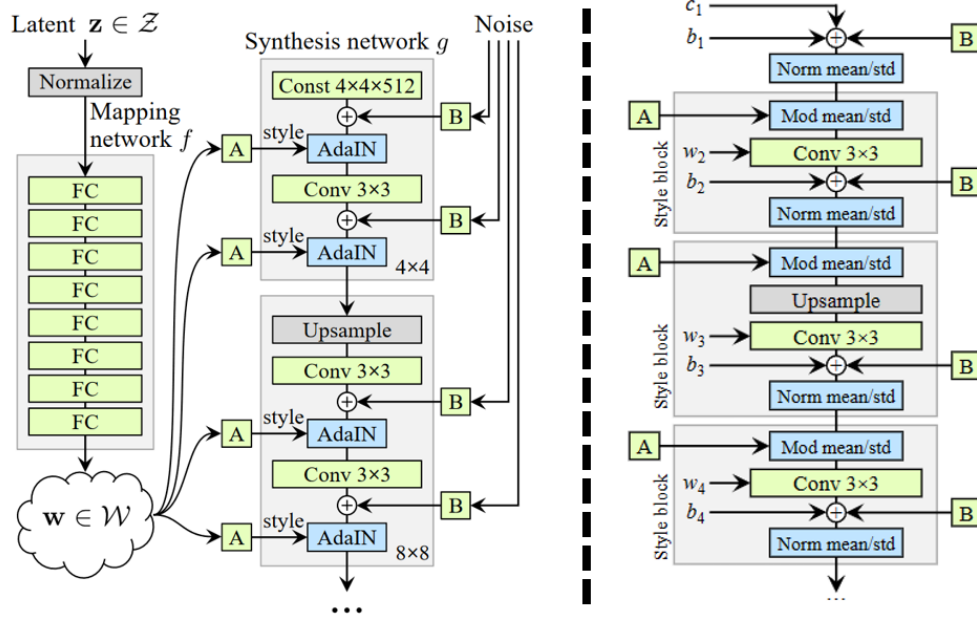 Latent z ∈ Z
Normalize
Mapping
network f
FC
FC
FC
FC
FC
FC
FC
FC
w ∈ W
Synthesis network g
Noise
Const 4×4×512
B
A
style
AdaIN
Conv 3×3
B
A
style
AdaIN
4×4
Upsample
Conv 3×3
B
A
style
AdaIN
Conv 3×3
B
A
style
AdaIN
8×8
...
c1
b1
B
Norm mean/std
A
Mod mean/std
w2
Conv 3×3
b2
B
Norm mean/std
Style block
A
Mod mean/std
Upsample
w3
Conv 3×3
b3
B
Norm mean/std
Style block
A
Mod mean/std
w4
Conv 3×3
b4
B
Norm mean/std
Style block
...